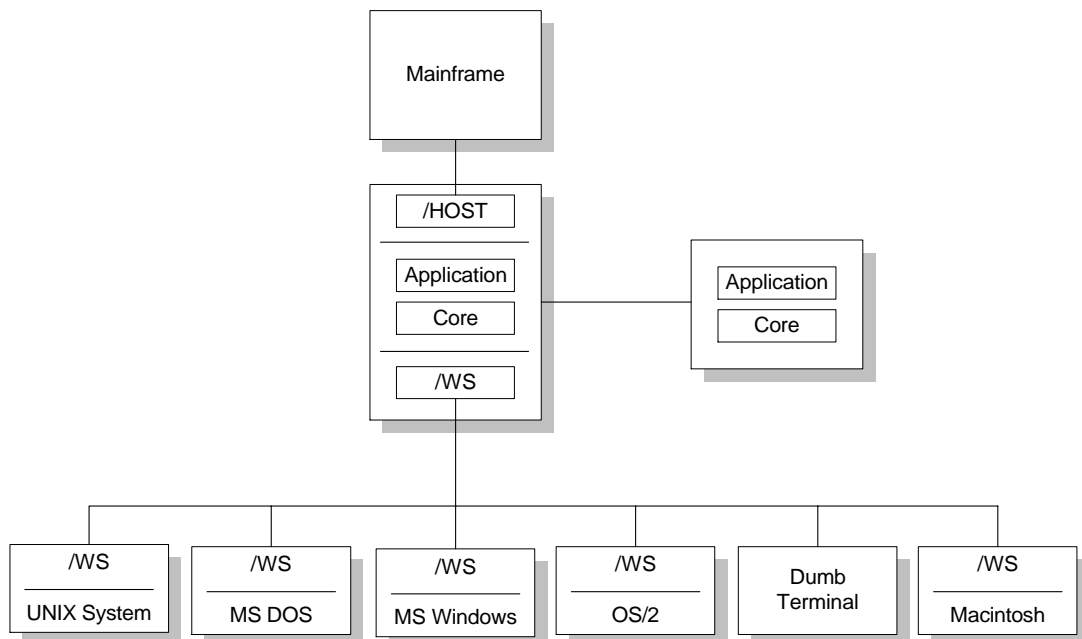 Mainframe
/HOST
Application
Core
/WS
Application
Core
/WS
UNIX System
/WS
MS DOS
/WS
MS Windows
/WS
OS/2
Dumb
Terminal
/WS
Macintosh